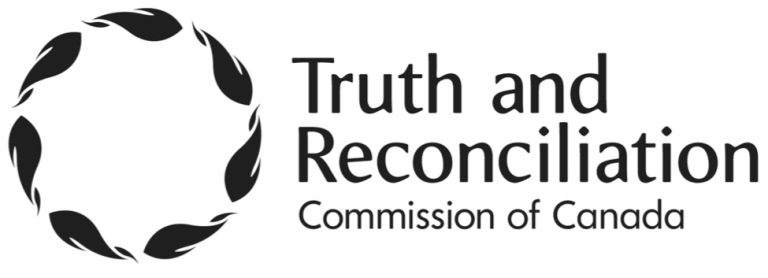 Truth and
Reconciliation
Commission of Canada